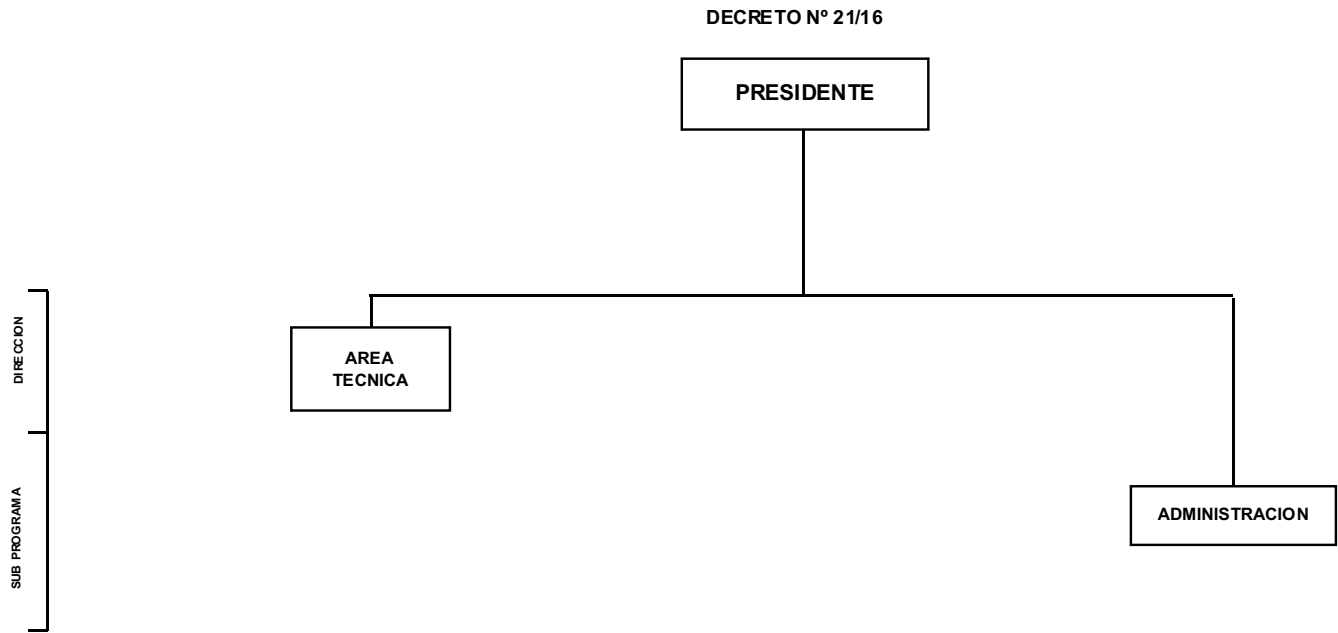 DECRETO Nº 21/16
PRESIDENTE
DIRECCION
AREA
TECNICA
SUB PROGRAMA
ADMINISTRACION